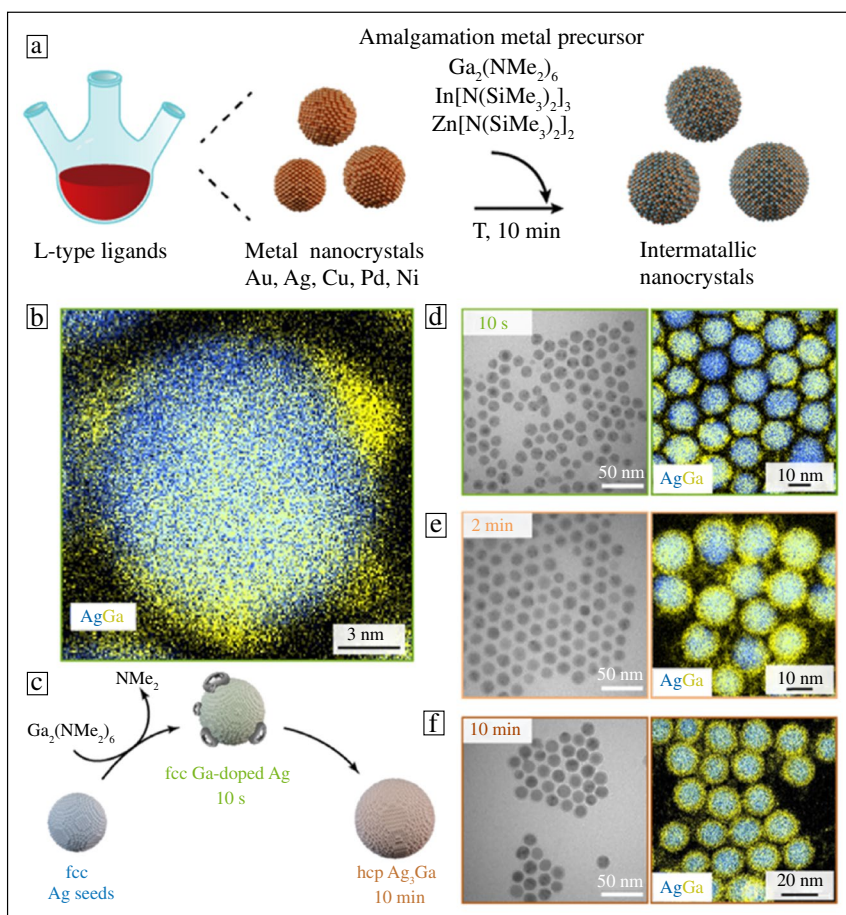 a
Amalgamation metal precursor
Ga₂(NMe₂)₆
In[N(SiMe₃)₂]₃
Zn[N(SiMe₃)₂]₂
T, 10 min
L-type ligands
Metal nanocrystals
Au, Ag, Cu, Pd, Ni
Intermatallic
nanocrystals
b
AgGa
3 nm
c
NMe₂
Ga₂(NMe₂)₆
fcc Ga-doped Ag
10 s
fcc
Ag seeds
hcp Ag₃Ga
10 min
d
10 s
50 nm
AgGa
10 nm
e
2 min
50 nm
AgGa
10 nm
f
10 min
50 nm
AgGa
20 nm